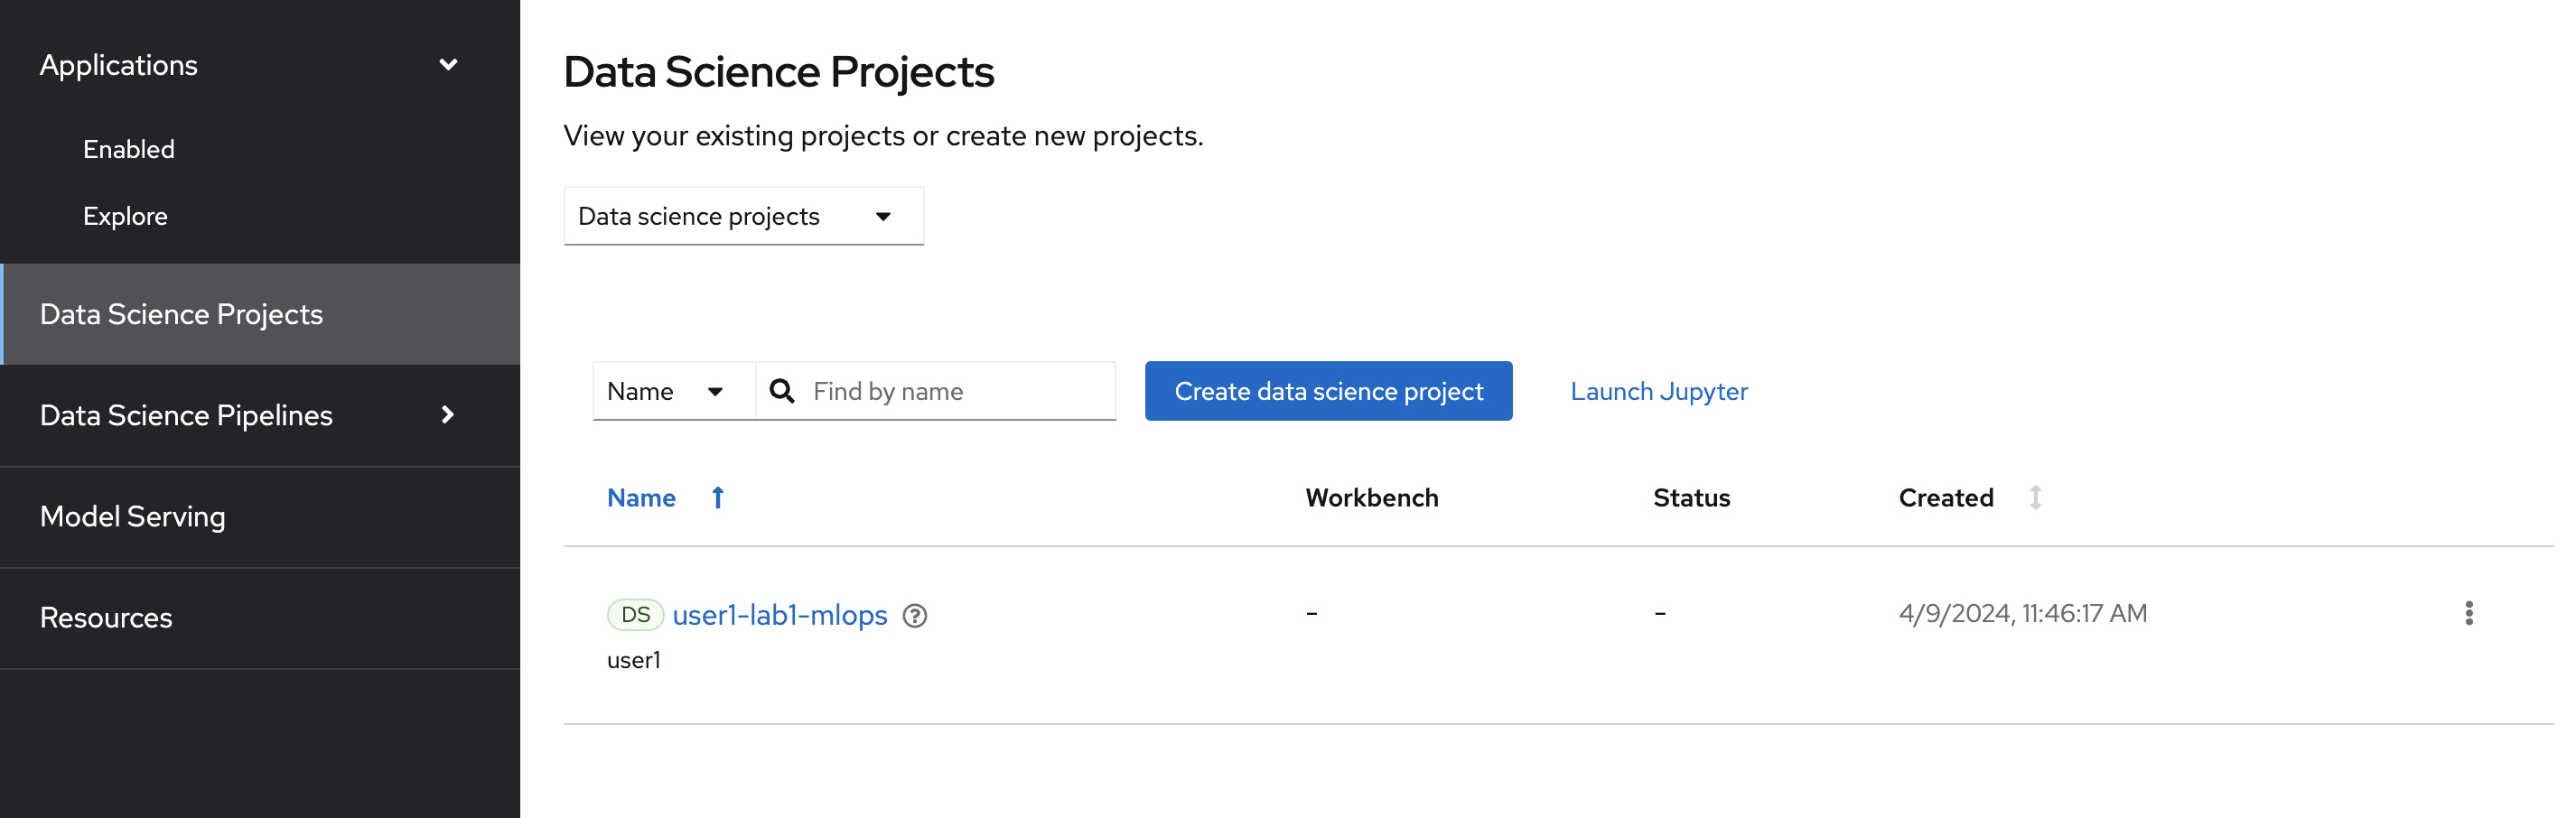 Applications
Enabled
Explore
Data Science Projects
Data Science Pipelines
Model Serving
Resources
Data Science Projects
View your existing projects or create new projects.
Data science projects
Name Find by name Create data science project Launch Jupyter
Name Workbench Status Created
DS user1-lab1-mlops - - 4/9/2024, 11:46:17 AM
user1